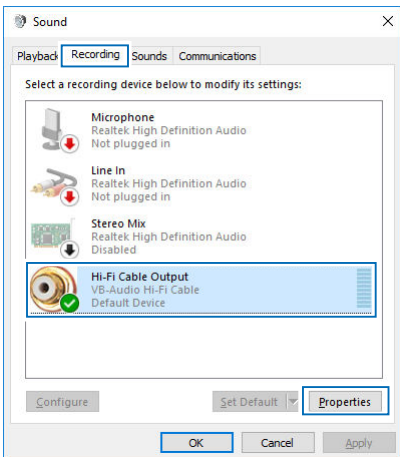 Sound
Playback Recording Sounds Communications
Select a recording device below to modify its settings:
Microphone
Realtek High Definition Audio
Not plugged in
Line In
Realtek High Definition Audio
Not plugged in
Stereo Mix
Realtek High Definition Audio
Disabled
Hi-Fi Cable Output
VB-Audio Hi-Fi Cable
Default Device
Configure Set Default Properties
OK Cancel Apply